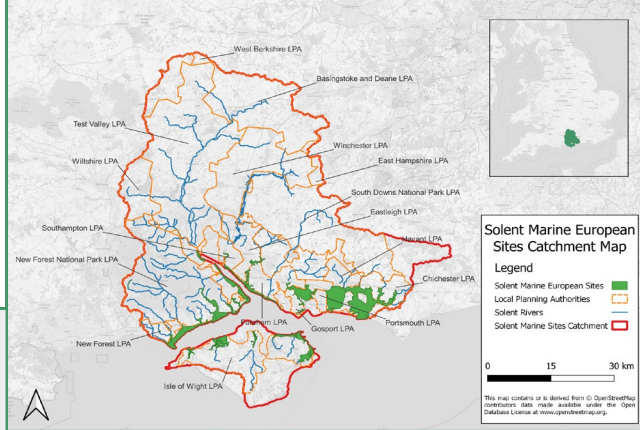 West Berkshire LPA
Basingstoke and Deane LPA
Test Valley LPA
Winchester LPA
Wiltshire LPA
East Hampshire LPA
South Downs National Park LPA
Eastleigh LPA
Southampton LPA
Havant LPA
New Forest National Park LPA
Chichester LPA
Fareham LPA
Gosport LPA
Portsmouth LPA
New Forest LPA
Isle of Wight LPA
Solent Marine European
Sites Catchment Map
Legend
Solent Marine European Sites
Local Planning Authorities
Solent Rivers
Solent Marine Sites Catchment
0 15 30 km
This map contains or is derived from © OpenStreetMap
contributors data made available under the Open
Database License at www.openstreetmap.org.